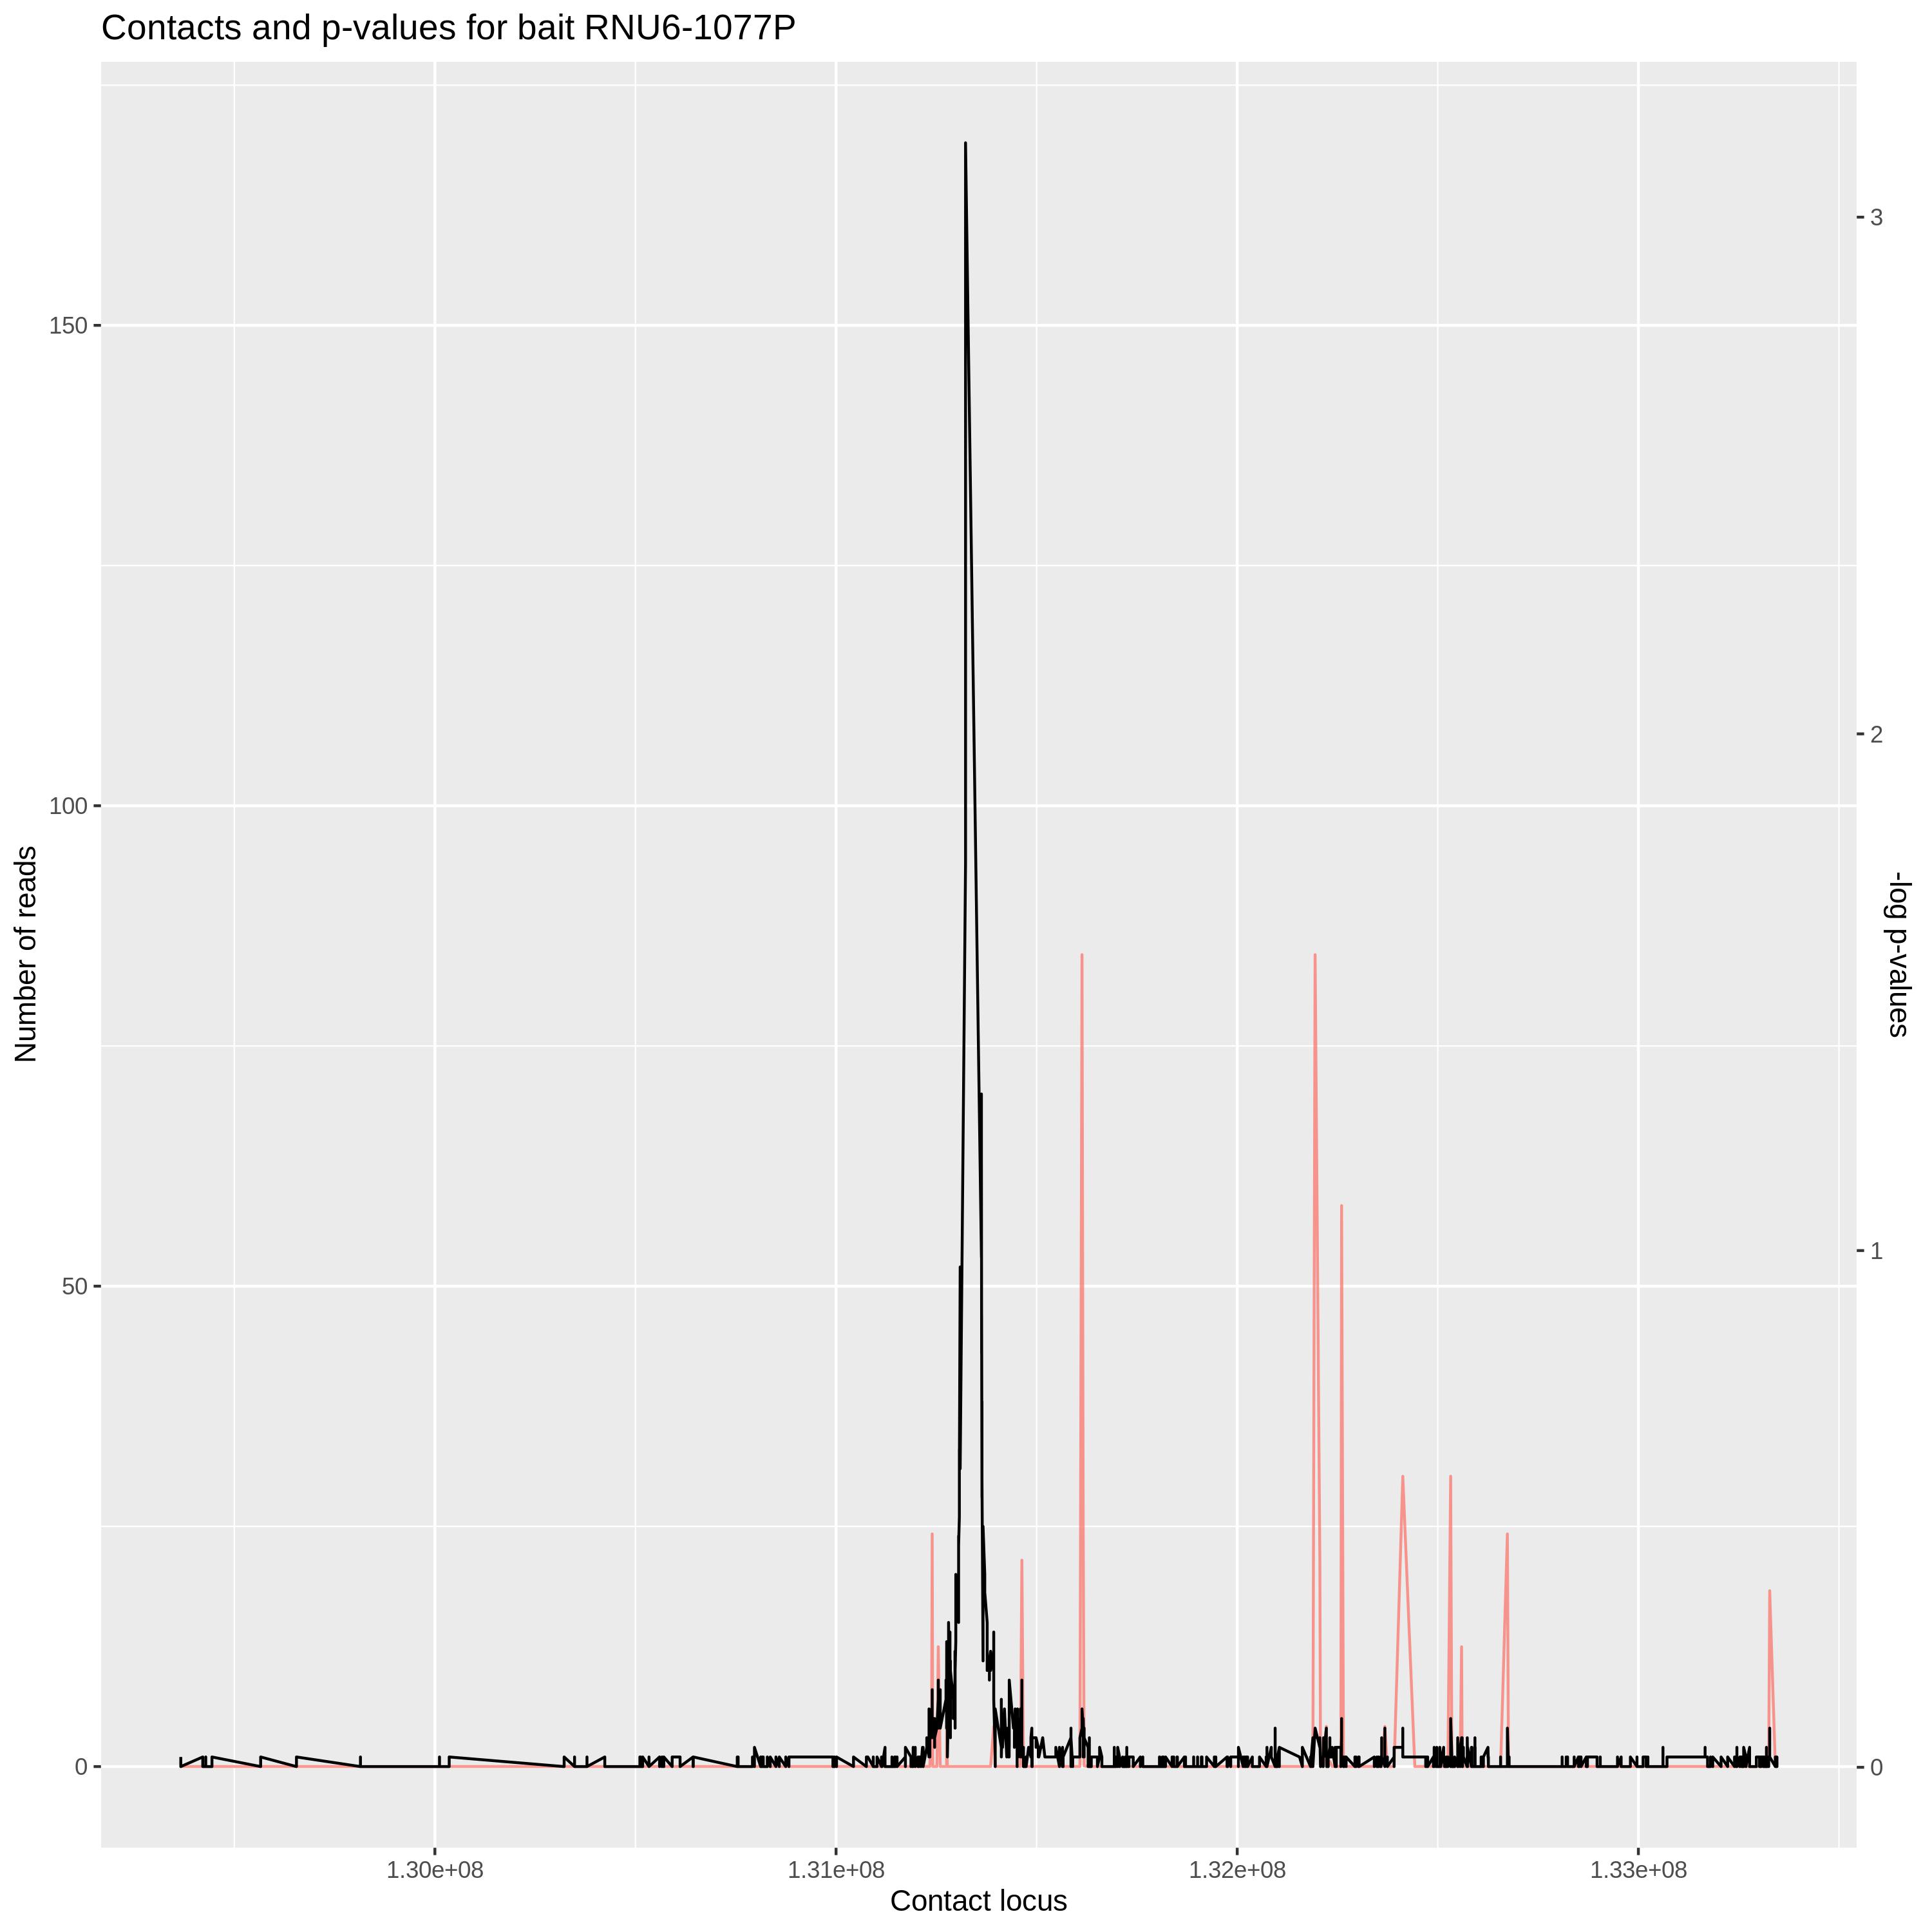 Contacts and p-values for bait RNU6-1077P
150
100
50
0
3
2
1
0
Number of reads
-log p-values
1.30e+08 1.31e+08 1.32e+08 1.33e+08
Contact locus